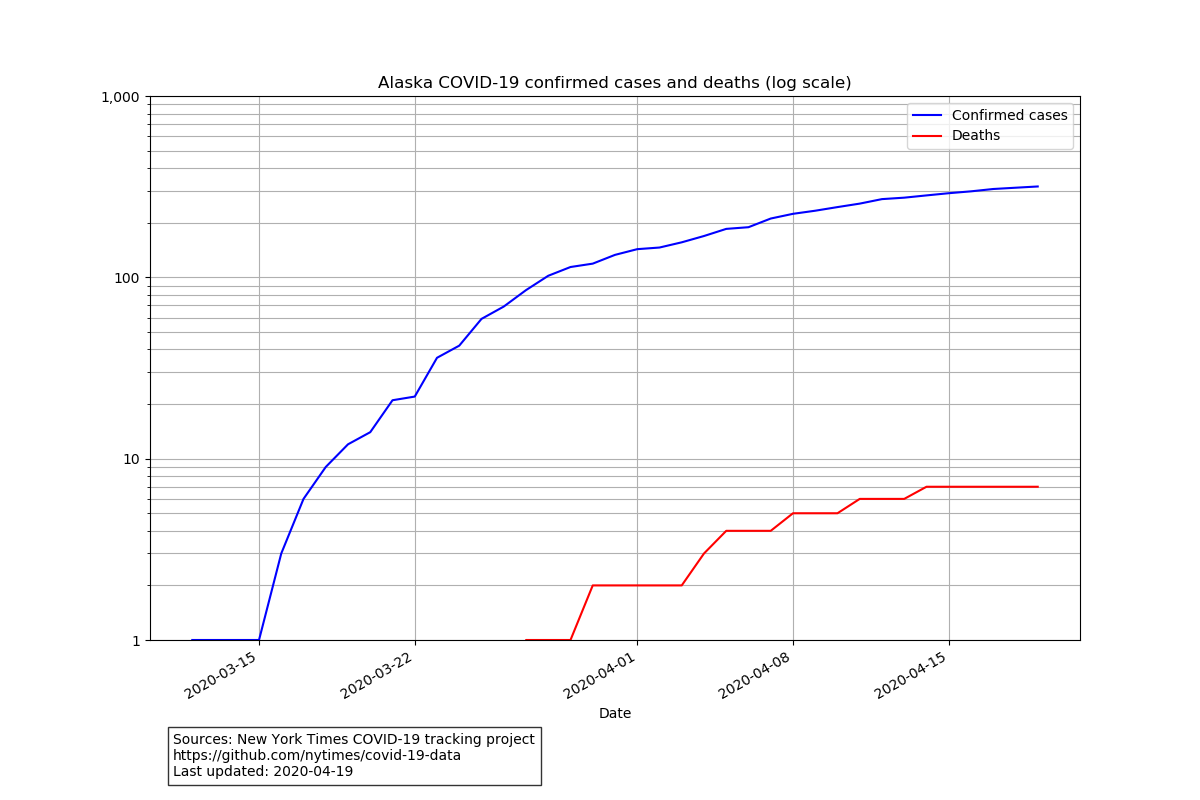 Alaska COVID-19 confirmed cases and deaths (log scale)
1,000
100
10
1
Confirmed cases
Deaths
2020-03-15
2020-03-22
2020-04-01
2020-04-08
2020-04-15
Date
Sources: New York Times COVID-19 tracking project
https://github.com/nytimes/covid-19-data
Last updated: 2020-04-19